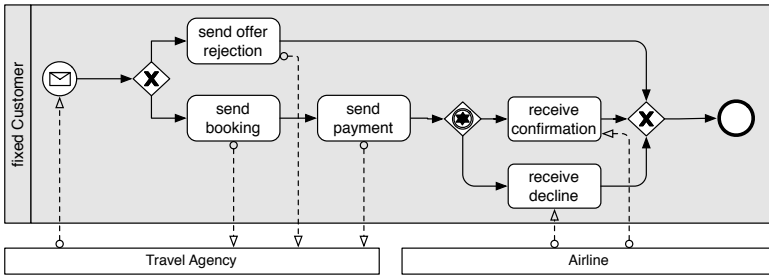 fixed Customer
send offer
rejection
send
booking
send
payment
receive
confirmation
receive
decline
Travel Agency
Airline